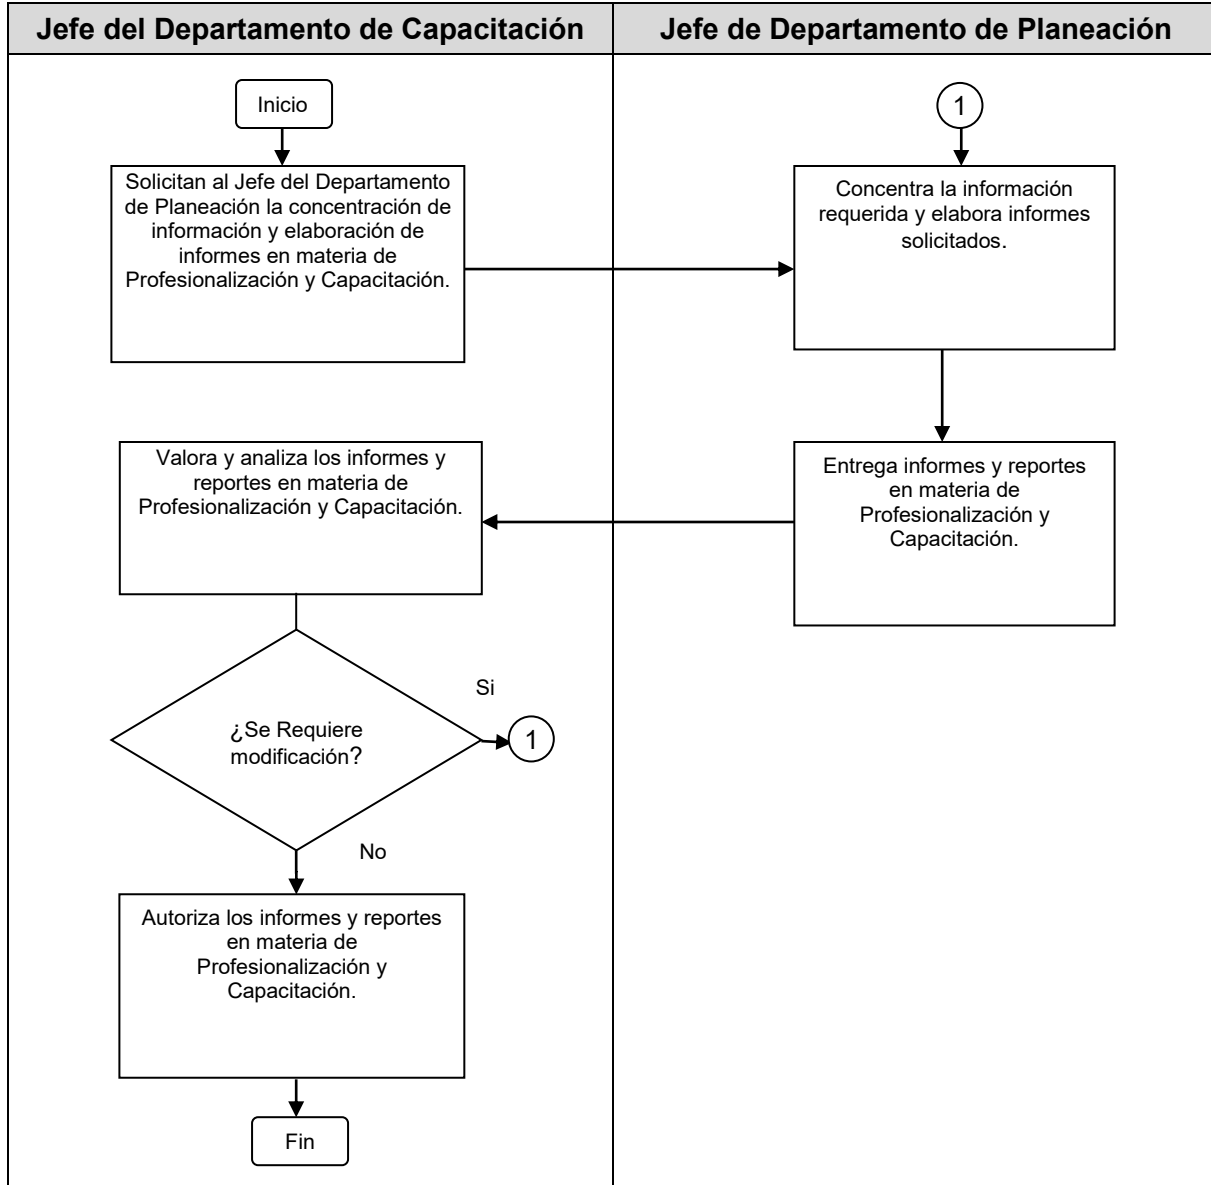 Jefe del Departamento de Capacitación
Jefe de Departamento de Planeación
Inicio
1
Solicitan al Jefe del Departamento
de Planeación la concentración de
información y elaboración de
informes en materia de
Profesionalización y Capacitación.
Concentra la información
requerida y elabora informes
solicitados.
Valora y analiza los informes y
reportes en materia de
Profesionalización y Capacitación.
Entrega informes y reportes
en materia de
Profesionalización y
Capacitación.
Si
¿Se Requiere
modificación?
1
No
Autoriza los informes y reportes
en materia de
Profesionalización y
Capacitación.
Fin